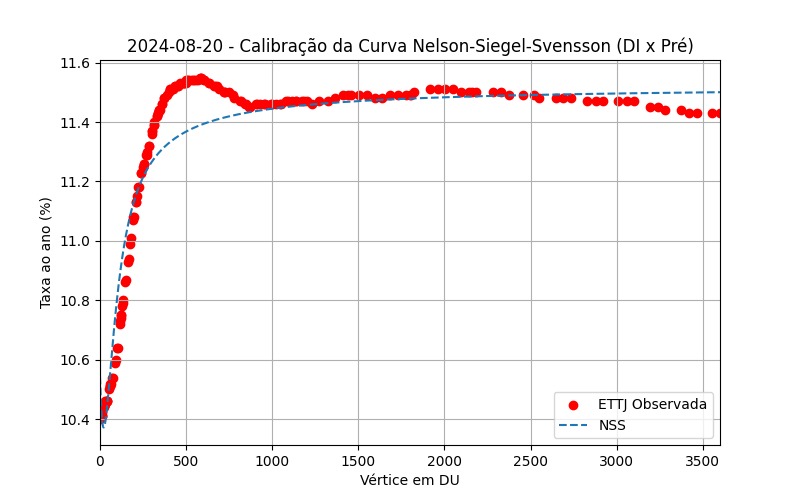 2024-08-20 - Calibração da Curva Nelson-Siegel-Svensson (DI x Pré)
Taxa ao ano (%)
11.6
11.4
11.2
11.0
10.8
10.6
10.4
0 500 1000 1500 2000 2500 3000 3500
Vértice em DU
ETTJ Observada
NSS